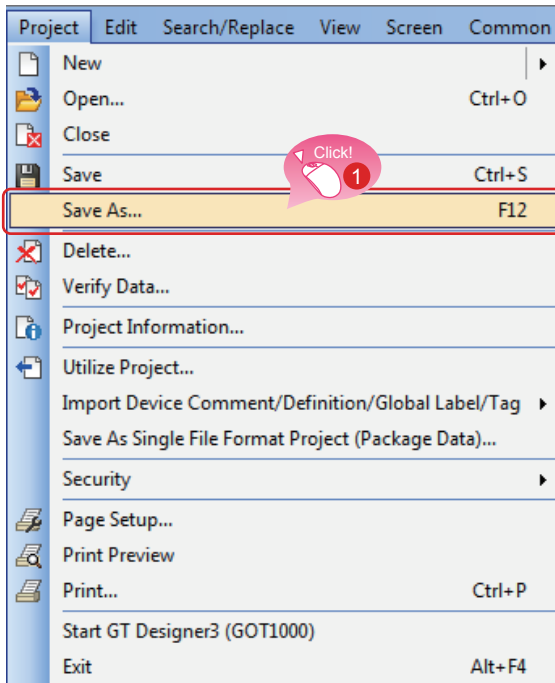 Project Edit Search/Replace View Screen Common
New
Open... Ctrl+O
Close
Click!
1
Save Ctrl+S
Save As... F12
Delete...
Verify Data...
Project Information...
Utilize Project...
Import Device Comment/Definition/Global Label/Tag
Save As Single File Format Project (Package Data)...
Security
Page Setup...
Print Preview
Print... Ctrl+P
Start GT Designer3 (GOT1000)
Exit Alt+F4